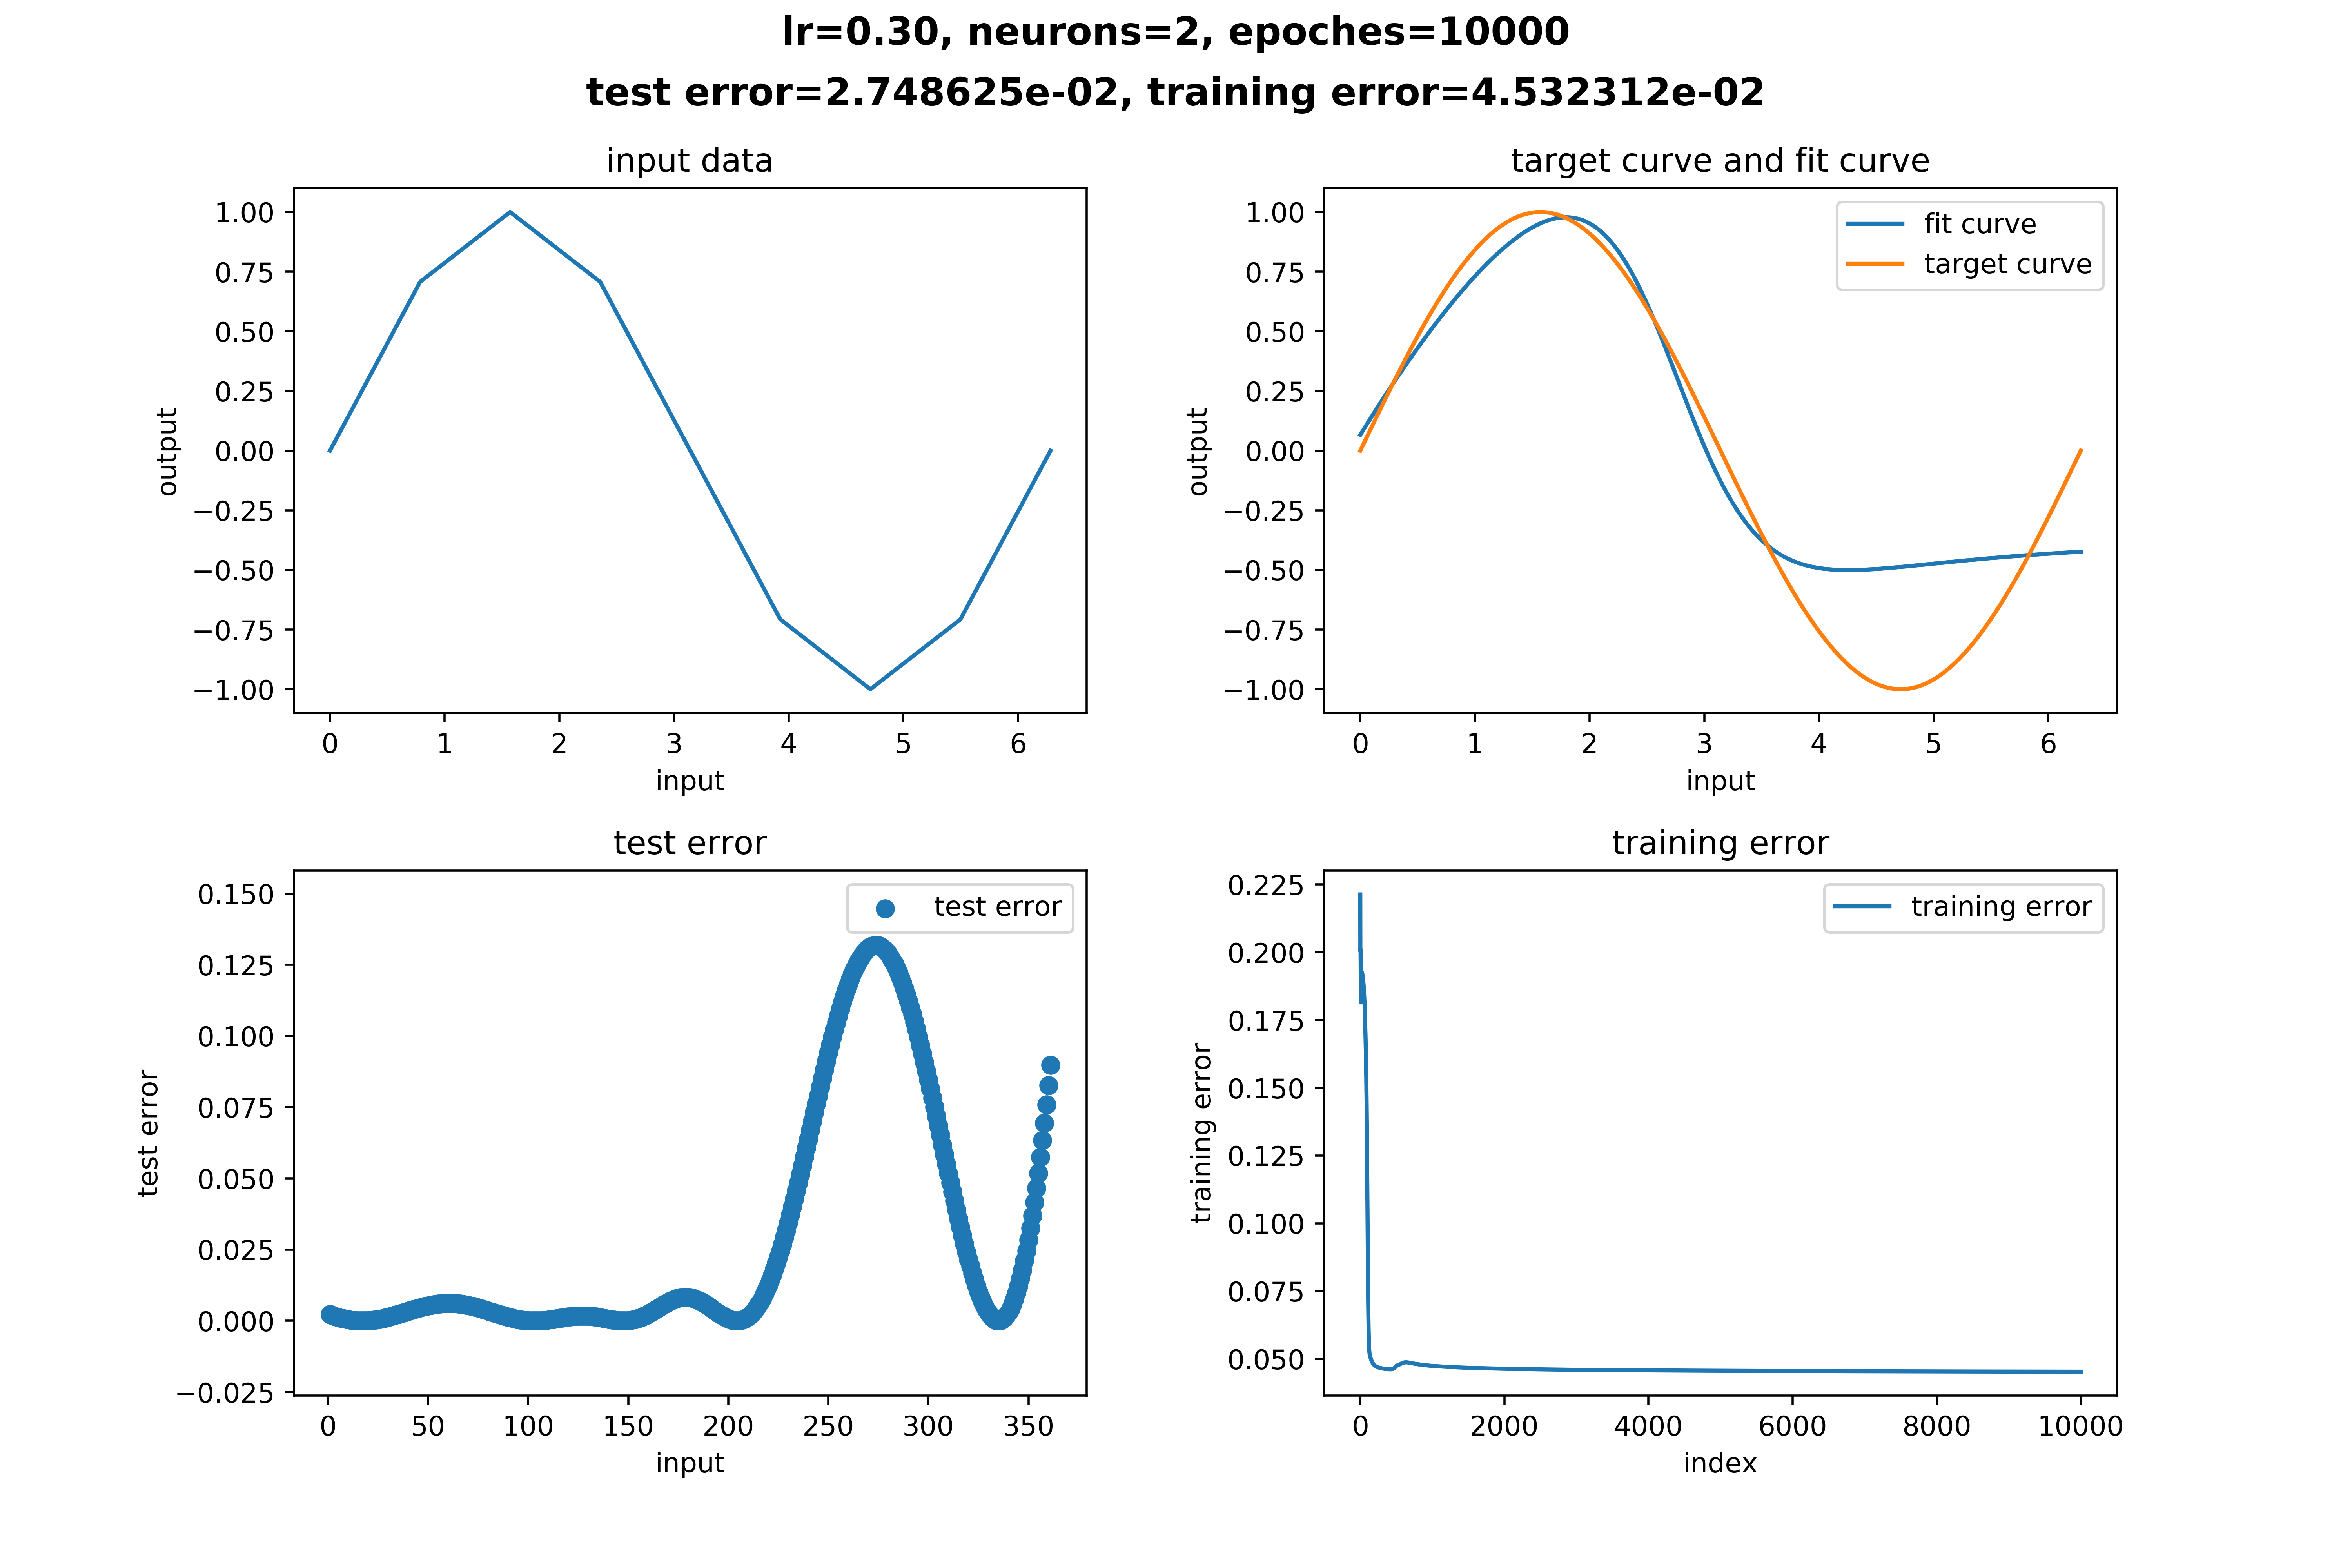 lr=0.30, neurons=2, epoches=10000
test error=2.748625e-02, training error=4.532312e-02
input data
1.00
0.75
0.50
0.25
0.00
−0.25
−0.50
−0.75
−1.00
output
0 1 2 3 4 5 6
input
target curve and fit curve
fit curve
target curve
1.00
0.75
0.50
0.25
0.00
−0.25
−0.50
−0.75
−1.00
output
0 1 2 3 4 5 6
input
test error
test error
0.150
0.125
0.100
0.075
0.050
0.025
0.000
−0.025
test error
0 50 100 150 200 250 300 350
input
training error
training error
0.225
0.200
0.175
0.150
0.125
0.100
0.075
0.050
training error
0 2000 4000 6000 8000 10000
index